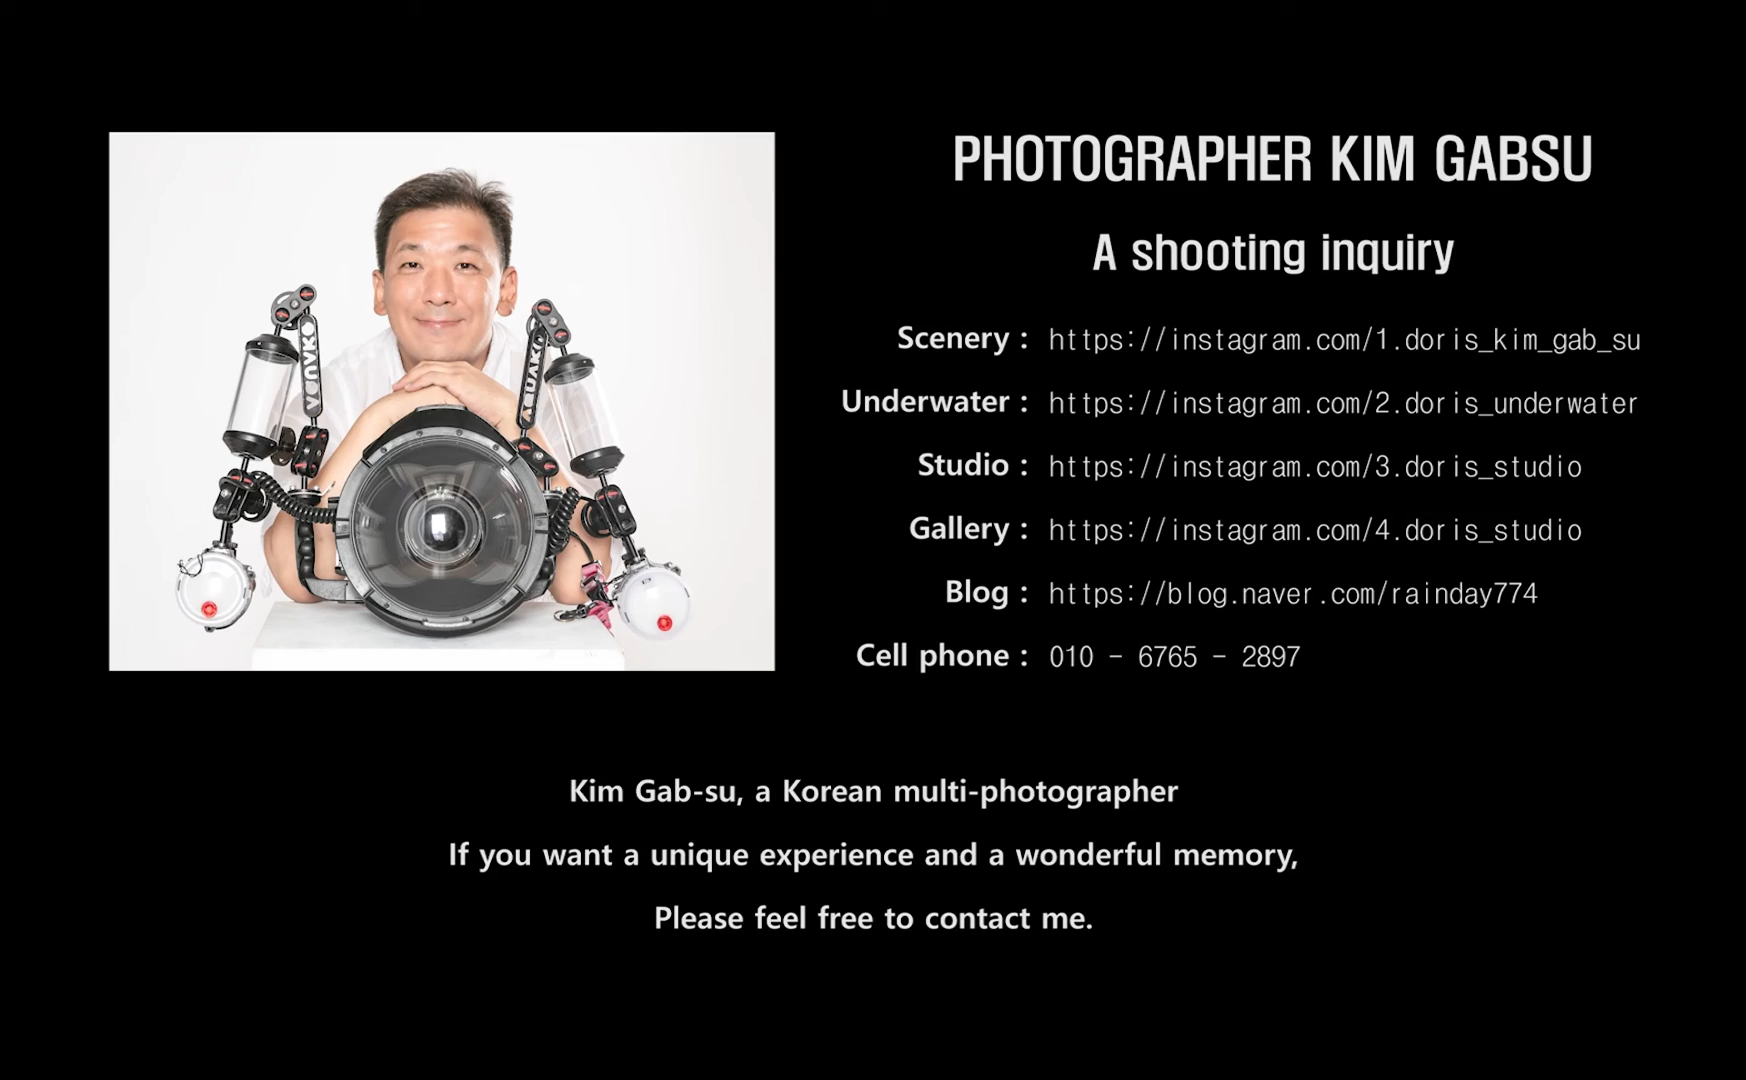 PHOTOGRAPHER KIM GABSU
A shooting inquiry
Scenery : https://instagram.com/1.doris_kim_gab_su
Underwater : https://instagram.com/2.doris_underwater
Studio : https://instagram.com/3.doris_studio
Gallery : https://instagram.com/4.doris_studio
Blog : https://blog.naver.com/rainday774
Cell phone : 010 - 6765 - 2897
Kim Gab-su, a Korean multi-photographer
If you want a unique experience and a wonderful memory,
Please feel free to contact me.